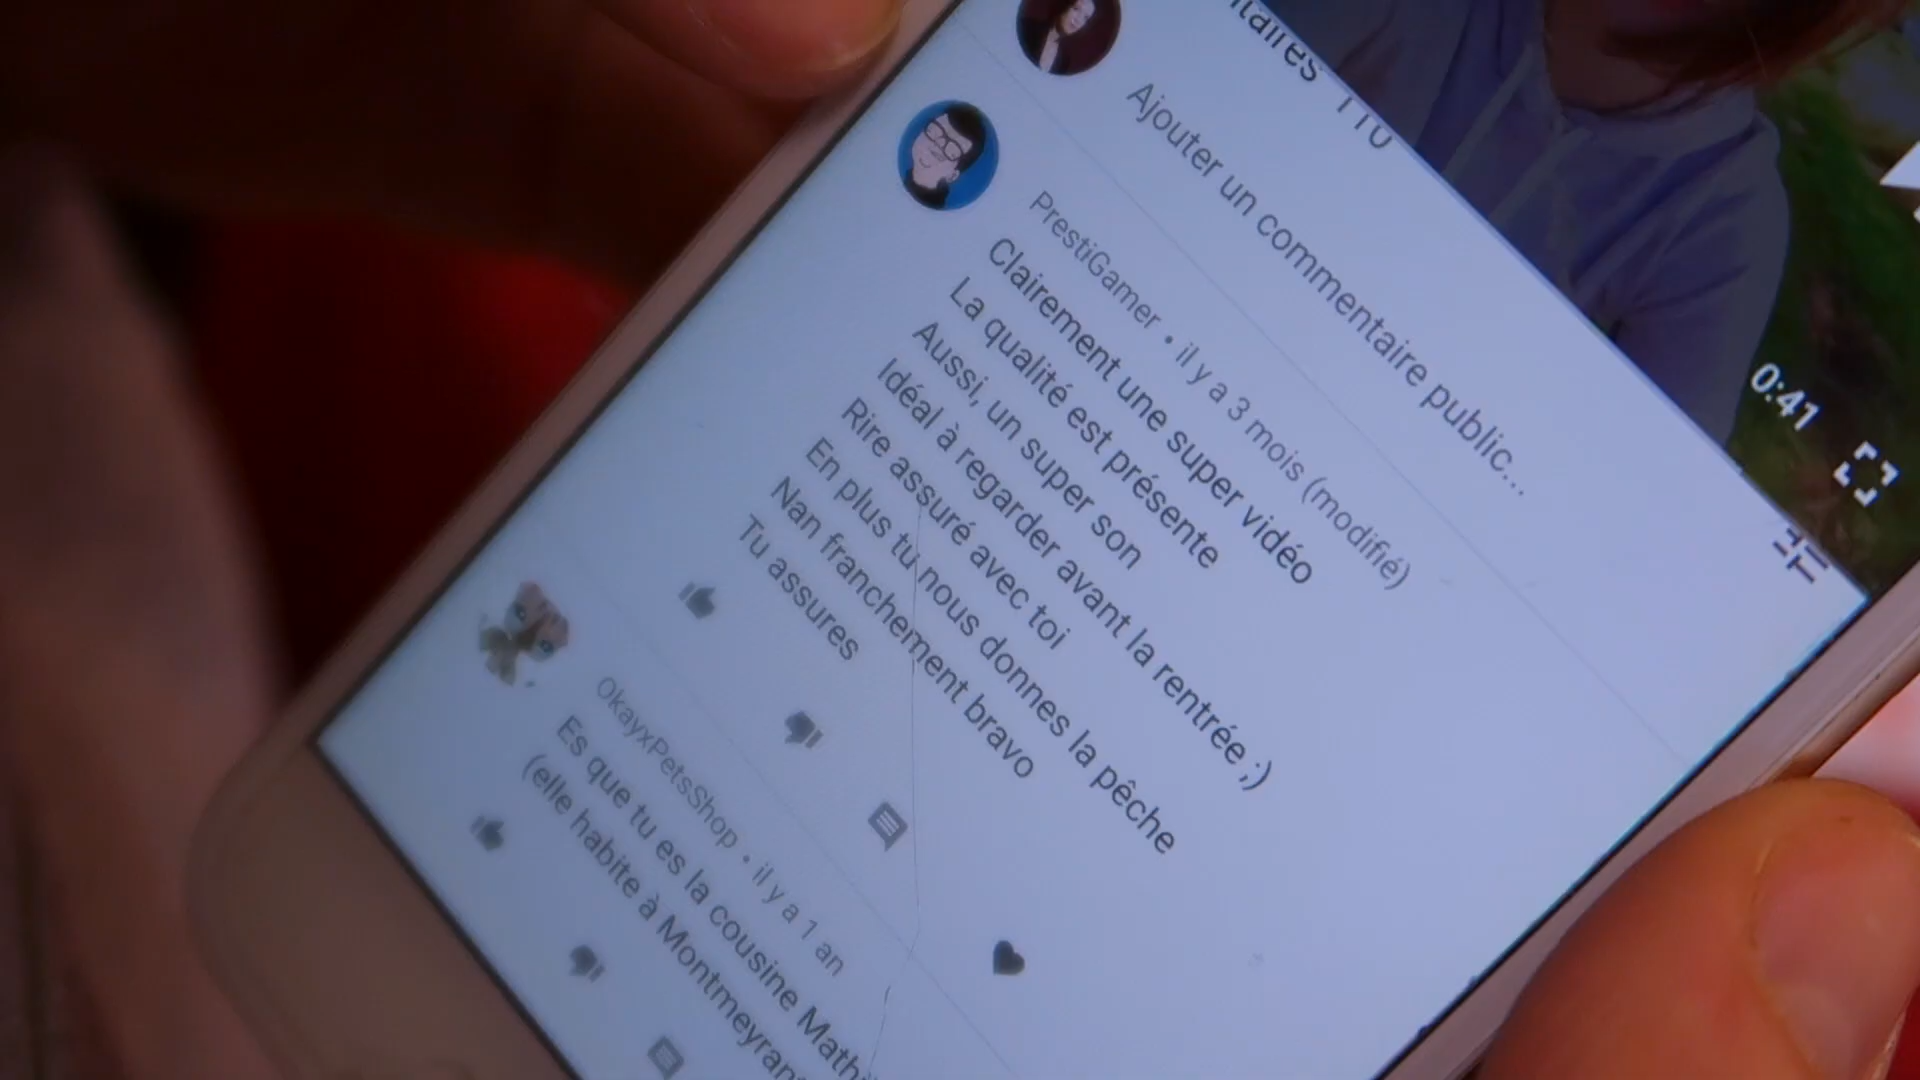 0:41
Ajouter un commentaire public...
PrestiGamer • il y a 3 mois (modifié)
Clairement une super vidéo
La qualité est présente
Aussi, un super son
Idéal à regarder avant la rentrée ;)
Rire assuré avec toi
En plus tu nous donnes la pêche
Nan franchement bravo
Tu assures
OkayxPetsShop • il y a 1 an
Es que tu es la cousine
(elle habite à